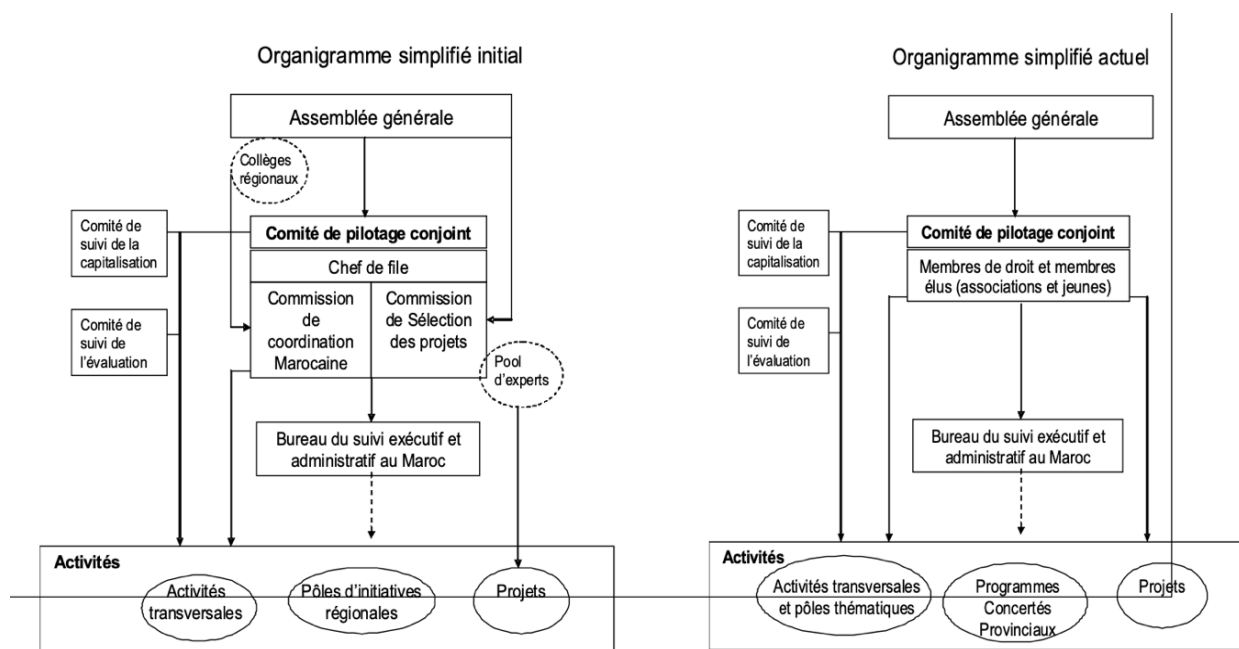 Organigramme simplifié initial
Assemblée générale
Collèges
régionaux
Comité de
suivi de la
capitalisation
Comité de pilotage conjoint
Chef de file
Commission
de
coordination
Marocaine
Commission
de Sélection
des projets
Comité de
suivi de
l'évaluation
Pool
d'experts
Bureau du suivi exécutif et
administratif au Maroc
Activités
Activités
transversales
Pôles d'initiatives
régionales
Projets
Organigramme simplifié actuel
Assemblée générale
Comité de
suivi de la
capitalisation
Comité de pilotage conjoint
Membres de droit et membres
élus (associations et jeunes)
Comité de
suivi de
l'évaluation
Bureau du suivi exécutif et
administratif au Maroc
Activités
Activités transversales
et pôles thématiques
Programmes
Concertés
Provinciaux
Projets